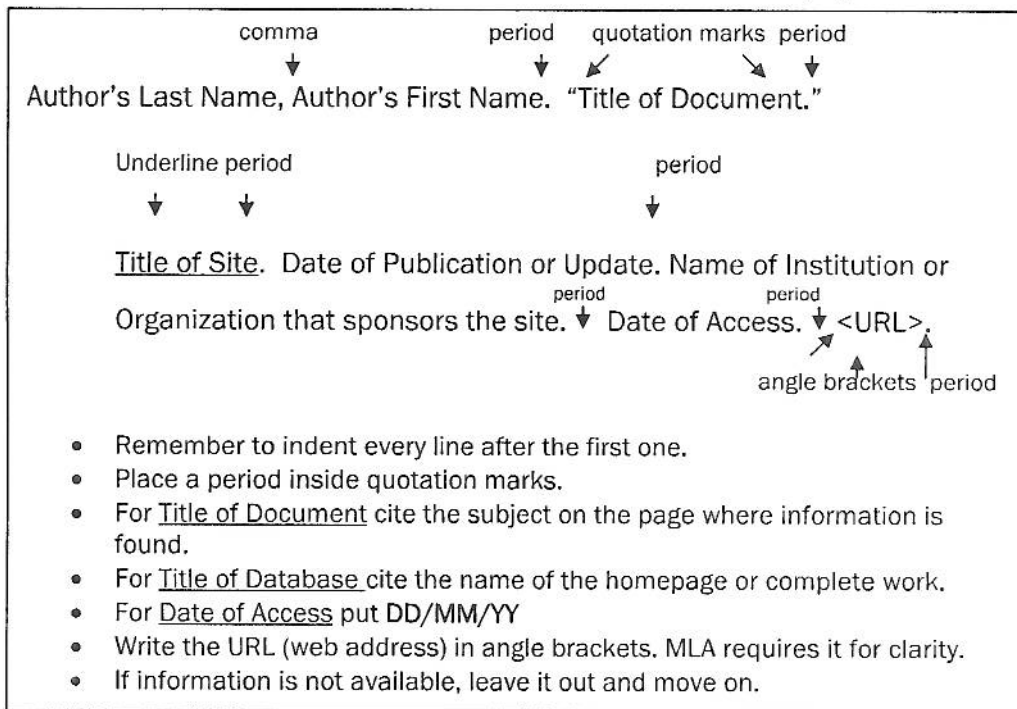 comma period quotation marks period
Author's Last Name, Author's First Name. “Title of Document.”
Underline period period
Title of Site. Date of Publication or Update. Name of Institution or
period period
Organization that sponsors the site. Date of Access. <URL>.
angle brackets period
• Remember to indent every line after the first one.
• Place a period inside quotation marks.
• For Title of Document cite the subject on the page where information is
found.
• For Title of Database cite the name of the homepage or complete work.
• For Date of Access put DD/MM/YY
• Write the URL (web address) in angle brackets. MLA requires it for clarity.
• If information is not available, leave it out and move on.